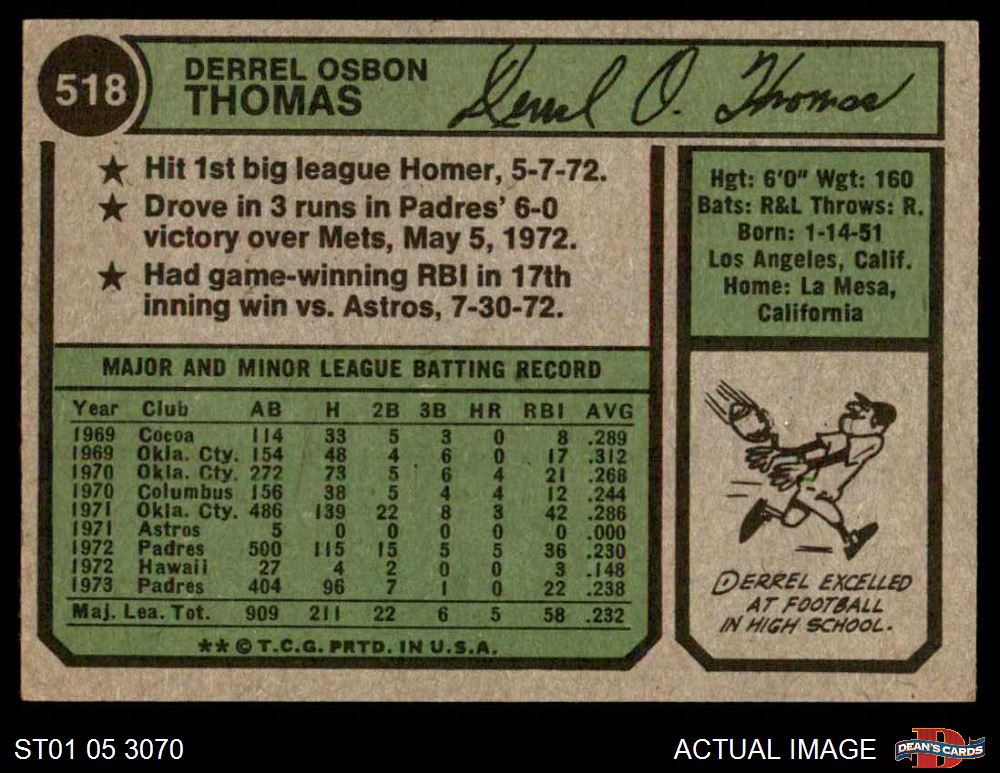 518
DERREL OSBON
THOMAS
Derrel O. Thomas
★ Hit 1st big league Homer, 5-7-72.
★ Drove in 3 runs in Padres' 6-0
victory over Mets, May 5, 1972.
★ Had game-winning RBI in 17th
inning win vs. Astros, 7-30-72.
Hgt: 6'0" Wgt: 160
Bats: R&L Throws: R.
Born: 1-14-51
Los Angeles, Calif.
Home: La Mesa,
California
MAJOR AND MINOR LEAGUE BATTING RECORD
Year Club AB H 2B 3B HR RBI AVG
1969 Cocoa 114 33 5 3 0 8 .289
1969 Okla. Cty. 154 48 4 6 0 17 .312
1970 Okla. Cty. 272 73 5 6 4 21 .268
1970 Columbus 156 38 5 4 4 12 .244
1971 Okla. Cty. 486 139 22 8 3 42 .286
1971 Astros 5 0 0 0 0 0 .000
1972 Padres 500 115 15 5 5 36 .230
1972 Hawaii 27 4 2 0 0 3 .148
1973 Padres 404 96 7 1 0 22 .238
Maj. Lea. Tot. 909 211 22 6 5 58 .232
** © T.C.G. PRTD. IN U.S.A.
DERREL EXCELLED
AT FOOTBALL
IN HIGH SCHOOL.
ST01 05 3070
ACTUAL IMAGE
D
DEAN'S CARDS